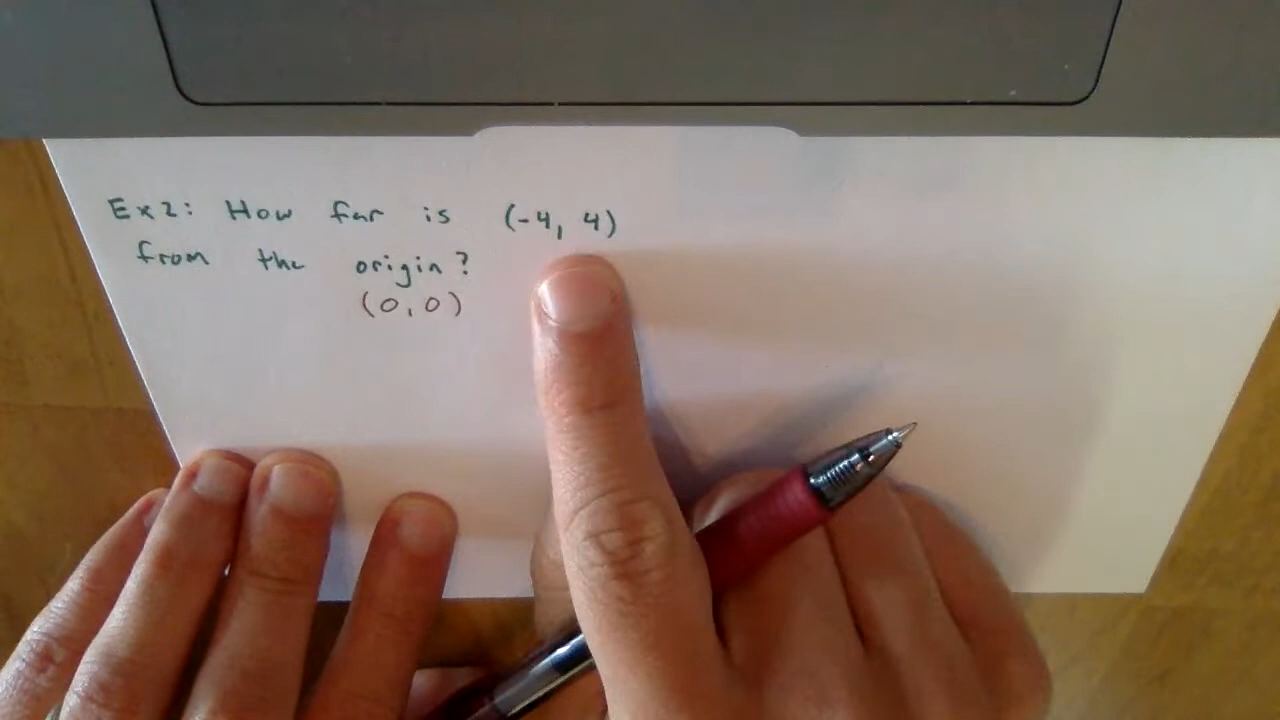 Ex2: How far is (-4, 4)
from the origin?
(0,0)